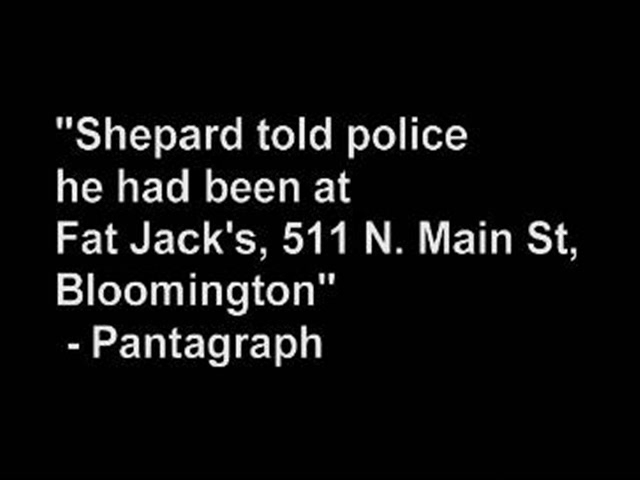 "Shepard told police
he had been at
Fat Jack's, 511 N. Main St,
Bloomington"
- Pantagraph